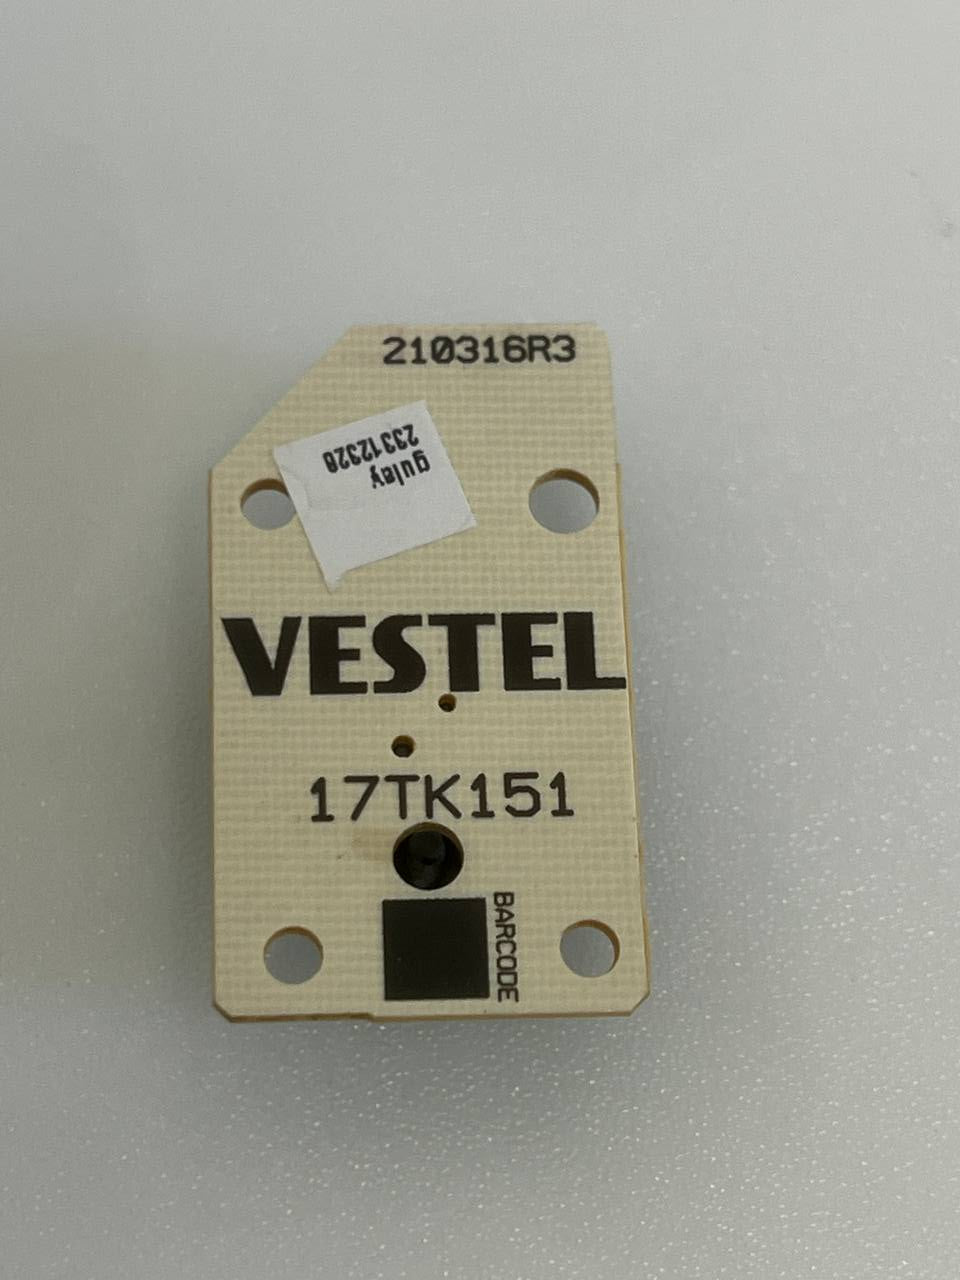 210316R3
gulay
23312328
VESTEL
17TK151
BARCODE